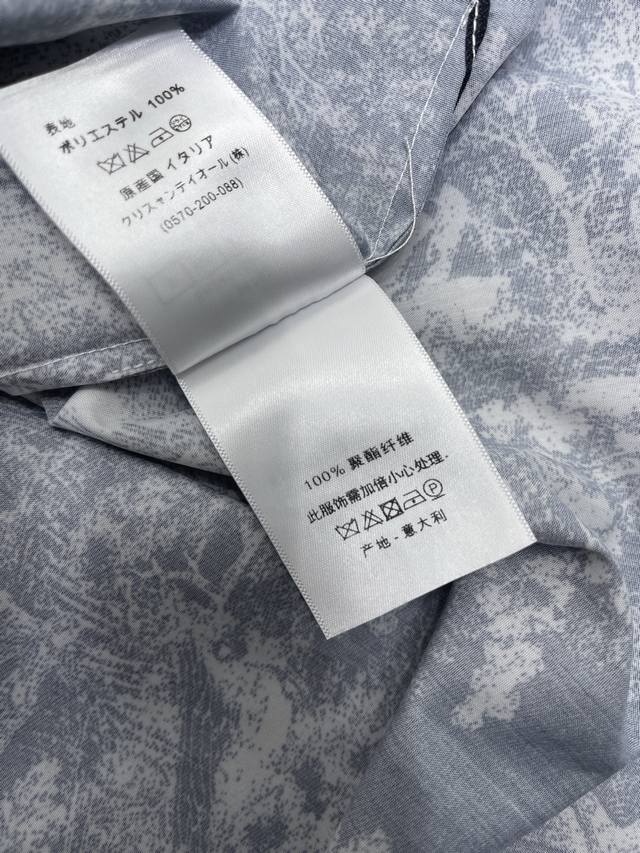 表地
ポリエステル 100%
原産国 イタリア
クリスチャンディオール(株)
(0570-200-088)
100% 聚酯纤维
此服饰需加倍小心处理.
P
产地 - 意大利